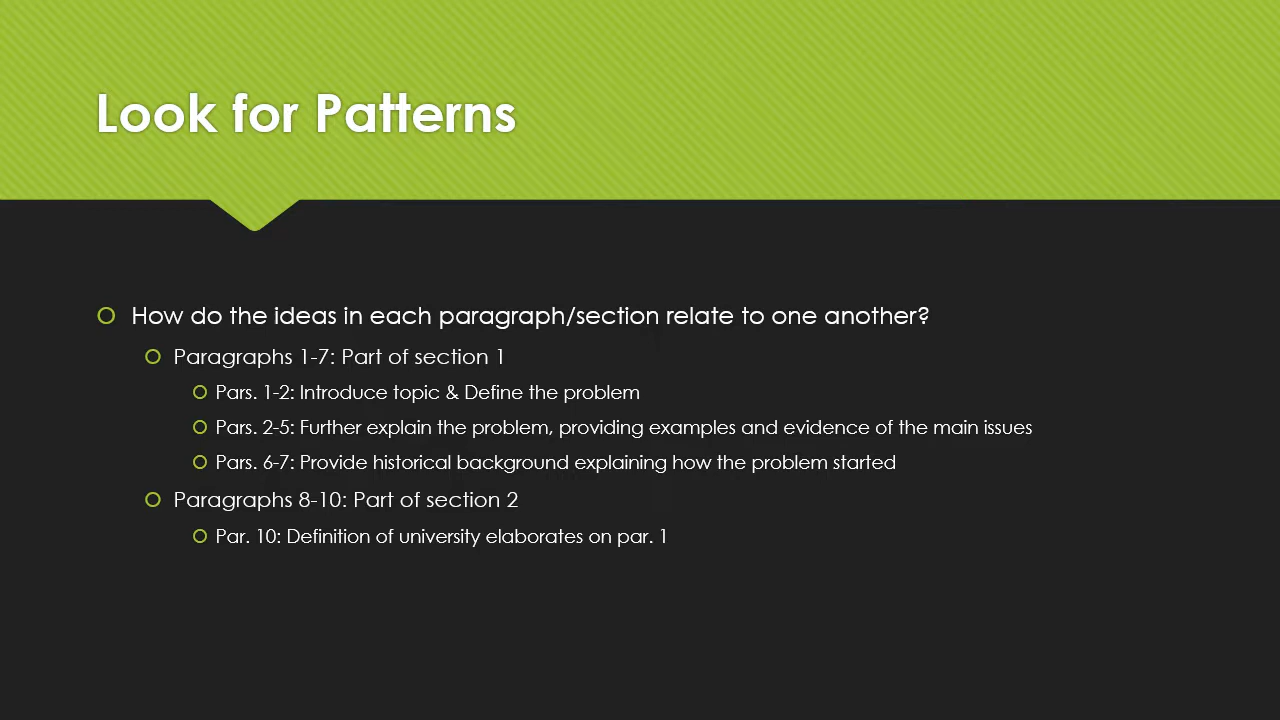 Look for Patterns
How do the ideas in each paragraph/section relate to one another?
Paragraphs 1-7: Part of section 1
Pars. 1-2: Introduce topic & Define the problem
Pars. 2-5: Further explain the problem, providing examples and evidence of the main issues
Pars. 6-7: Provide historical background explaining how the problem started
Paragraphs 8-10: Part of section 2
Par. 10: Definition of university elaborates on par. 1